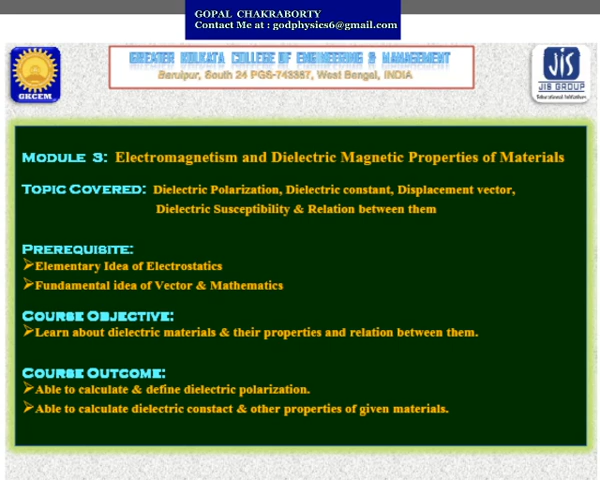 GOPAL CHAKRABORTY
Contact Me at : godphysics6@gmail.com
GREATER KOLKATA COLLEGE OF ENGINEERING & MANAGEMENT
Baruipur, South 24 PGS-743387, West Bengal, INDIA
GKCEM
JIS
JIS GROUP
Educational Initiatives
Module 3: Electromagnetism and Dielectric Magnetic Properties of Materials
Topic Covered: Dielectric Polarization, Dielectric constant, Displacement vector,
Dielectric Susceptibility & Relation between them
Prerequisite:
➢Elementary Idea of Electrostatics
➢Fundamental idea of Vector & Mathematics
Course Objective:
➢Learn about dielectric materials & their properties and relation between them.
Course Outcome:
➢Able to calculate & define dielectric polarization.
➢Able to calculate dielectric constact & other properties of given materials.